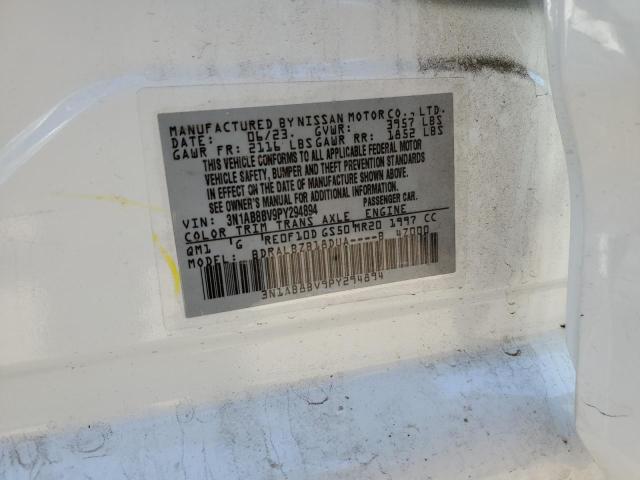 MANUFACTURED BY NISSAN MOTOR CO., LTD.
DATE: 06/23. GVWR: 3957 LBS
GAWR FR: 2116 LBS GAWR RR: 1852 LBS
THIS VEHICLE CONFORMS TO ALL APPLICABLE FEDERAL MOTOR
VEHICLE SAFETY, BUMPER AND THEFT PREVENTION STANDARDS
IN EFFECT ON THE DATE OF MANUFACTURE SHOWN ABOVE.
SEE OWNER'S MANUAL FOR ADDITIONAL INFORMATION.
VIN: 3N1AB8BV9PY294894 PASSENGER CAR.
COLOR TRIM TRANS AXLE ENGINE
QM1 G RE0F10D GS50 MR20 1997 CC
MODEL: BDRALBZB1ADUA----B 47000
3N1AB8BV9PY294894